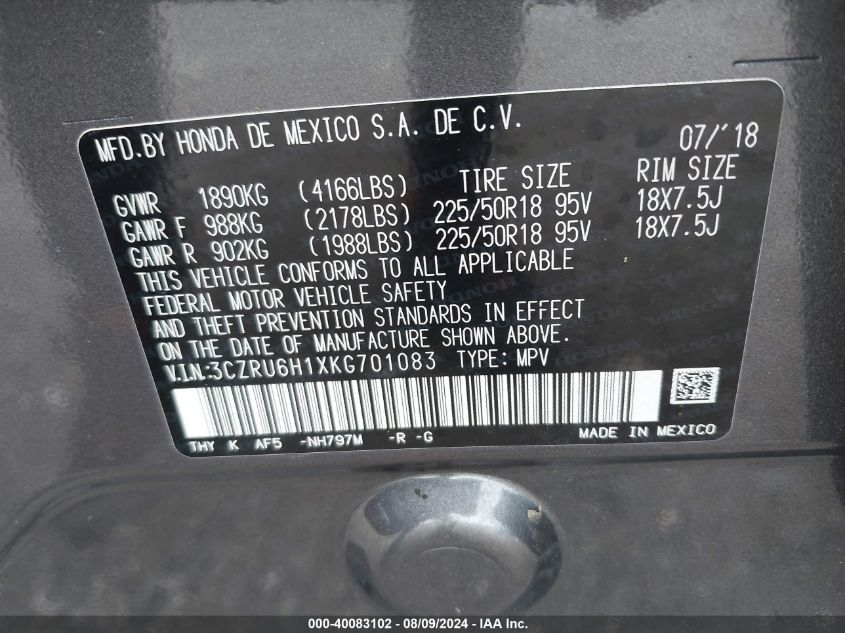 MFD.BY HONDA DE MEXICO S.A. DE C.V.
07/'18
GVWR 1890KG (4166LBS) TIRE SIZE RIM SIZE
GAWR F 988KG (2178LBS) 225/50R18 95V 18X7.5J
GAWR R 902KG (1988LBS) 225/50R18 95V 18X7.5J
THIS VEHICLE CONFORMS TO ALL APPLICABLE
FEDERAL MOTOR VEHICLE SAFETY
AND THEFT PREVENTION STANDARDS IN EFFECT
ON THE DATE OF MANUFACTURE SHOWN ABOVE.
V.I.N:3CZRU6H1XKG701083 TYPE: MPV
THY K AF5 -NH797M -R -G MADE IN MEXICO
000-40083102 - 08/09/2024 - IAA Inc.